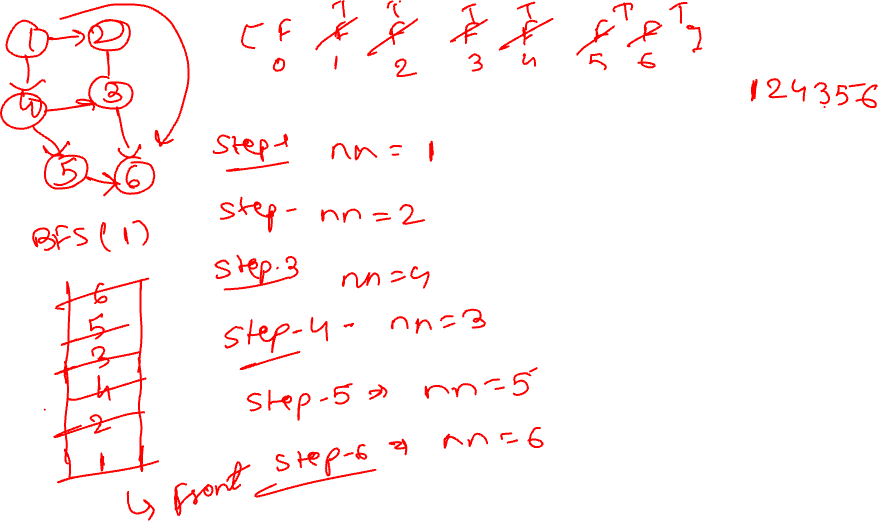 [ F F F F F F F ]
T T T T T T
0 1 2 3 4 5 6
1 2
4 3
5 6
1 2 4 3 5 6
Step-1 nn = 1
Step- nn = 2
BFS(1)
Step-3 nn = 4
Step-4- nn = 3
Step-5 → nn = 5
Step-6 → nn = 6
6
5
3
4
2
1
↳ front